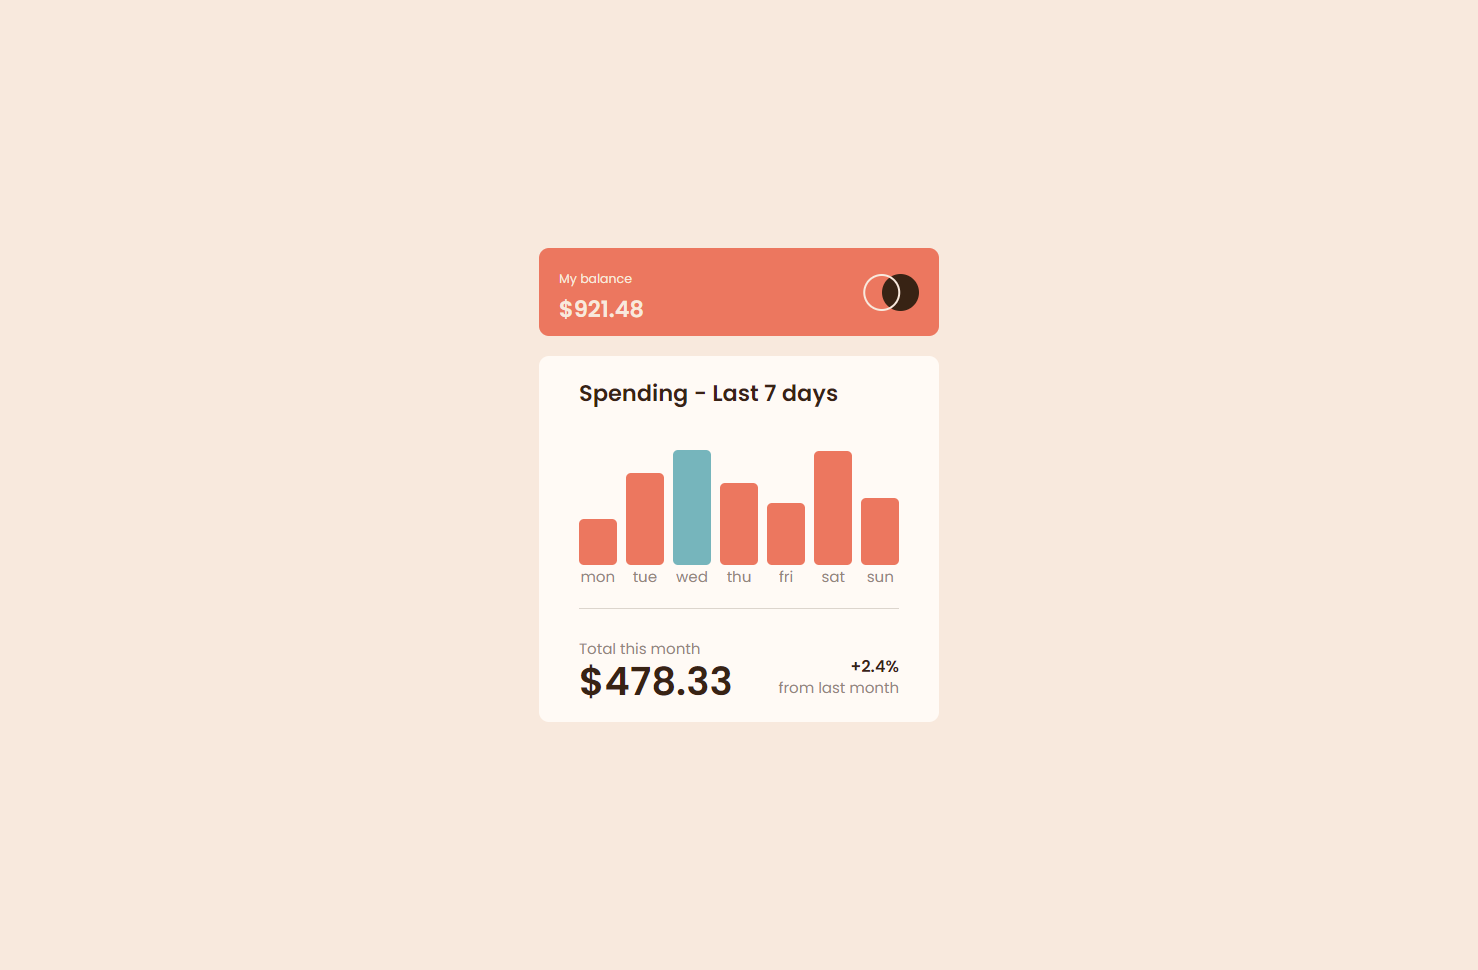 My balance
$921.48
Spending - Last 7 days
mon tue wed thu fri sat sun
Total this month
$478.33
+2.4%
from last month